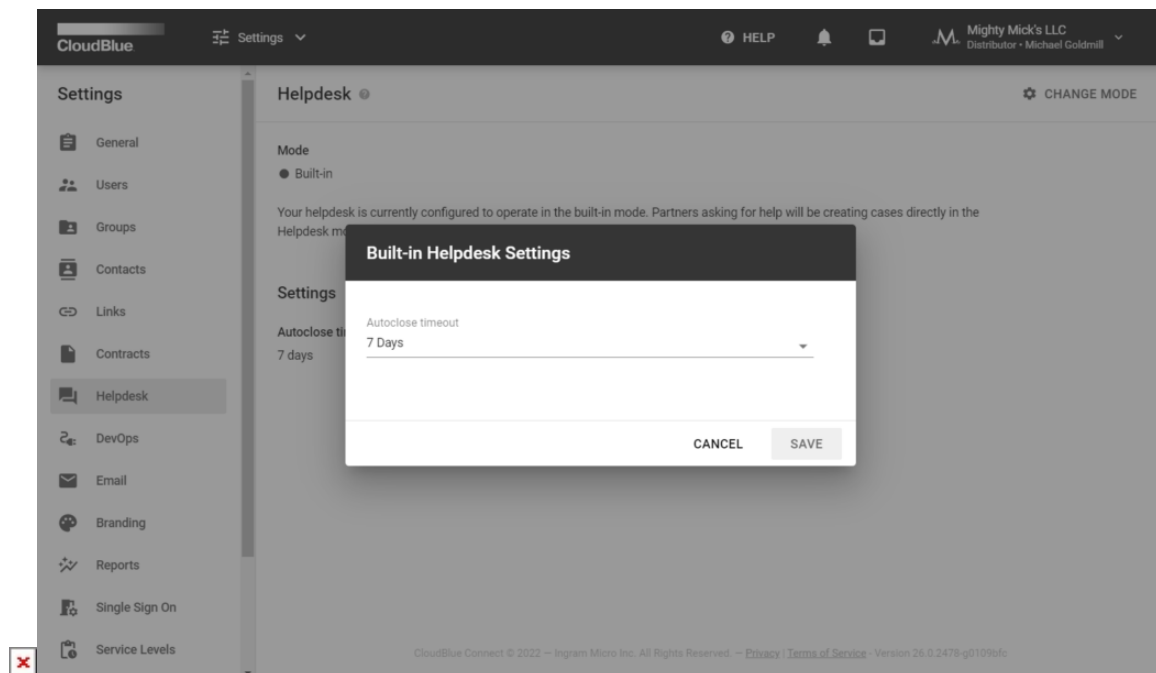 CloudBlue
Settings
HELP
Mighty Mick's LLC
Distributor • Michael Goldmill
Settings
General
Users
Groups
Contacts
Links
Contracts
Helpdesk
DevOps
Email
Branding
Reports
Single Sign On
Service Levels
Helpdesk
CHANGE MODE
Mode
Built-in
Your helpdesk is currently configured to operate in the built-in mode. Partners asking for help will be creating cases directly in the
Helpdesk
Settings
Autoclose
7 days
Built-in Helpdesk Settings
Autoclose timeout
7 Days
CANCEL
SAVE
CloudBlue Connect © 2022 — Ingram Micro Inc. All Rights Reserved. — Privacy | Terms of Service - Version 26.0.2478-g0109bfc